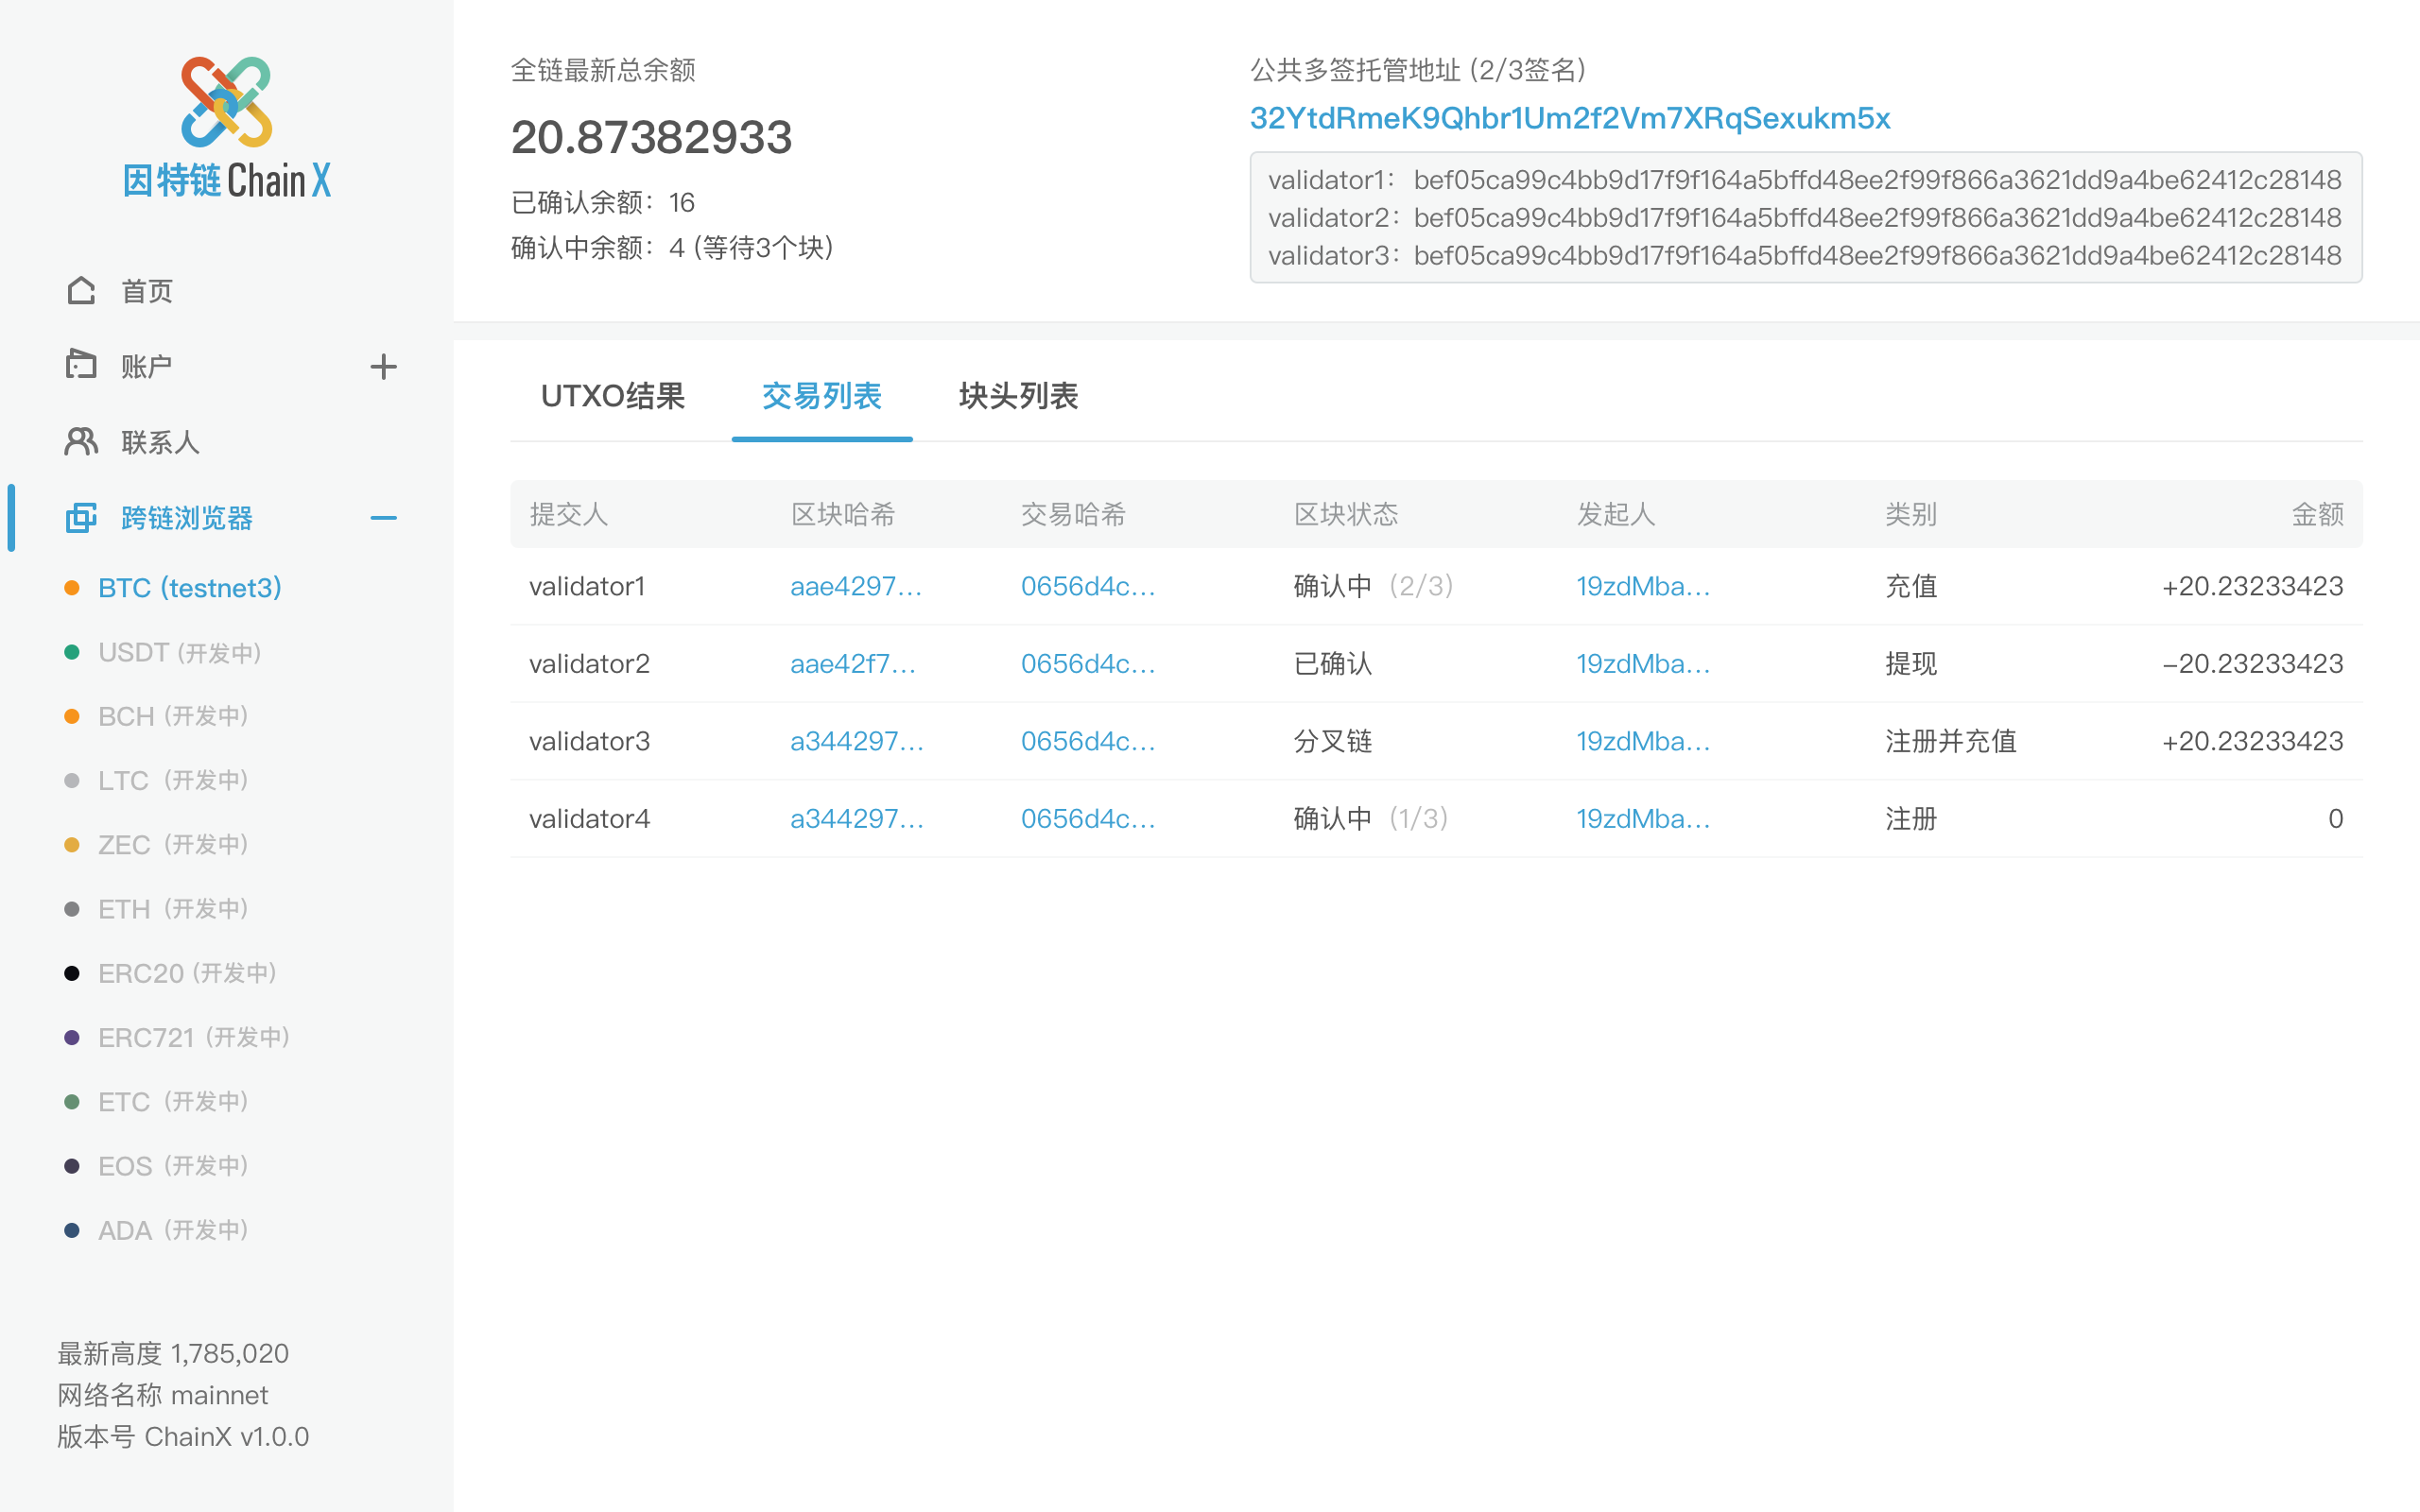 因特链 ChainX
首页
账户
联系人
跨链浏览器
BTC (testnet3)
USDT (开发中)
BCH (开发中)
LTC (开发中)
ZEC (开发中)
ETH (开发中)
ERC20 (开发中)
ERC721 (开发中)
ETC (开发中)
EOS (开发中)
ADA (开发中)
最新高度 1,785,020
网络名称 mainnet
版本号 ChainX v1.0.0
全链最新总余额
20.87382933
已确认余额：16
确认中余额：4 (等待3个块)
公共多签托管地址 (2/3签名)
32YtdRmeK9Qhbr1Um2f2Vm7XRqSexukm5x
validator1： bef05ca99c4bb9d17f9f164a5bffd48ee2f99f866a3621dd9a4be62412c28148
validator2： bef05ca99c4bb9d17f9f164a5bffd48ee2f99f866a3621dd9a4be62412c28148
validator3： bef05ca99c4bb9d17f9f164a5bffd48ee2f99f866a3621dd9a4be62412c28148
UTXO结果 交易列表 块头列表
提交人 区块哈希 交易哈希 区块状态 发起人 类别 金额
validator1 aae4297... 0656d4c... 确认中 (2/3) 19zdMba... 充值 +20.23233423
validator2 aae42f7... 0656d4c... 已确认 19zdMba... 提现 −20.23233423
validator3 a344297... 0656d4c... 分叉链 19zdMba... 注册并充值 +20.23233423
validator4 a344297... 0656d4c... 确认中 (1/3) 19zdMba... 注册 0